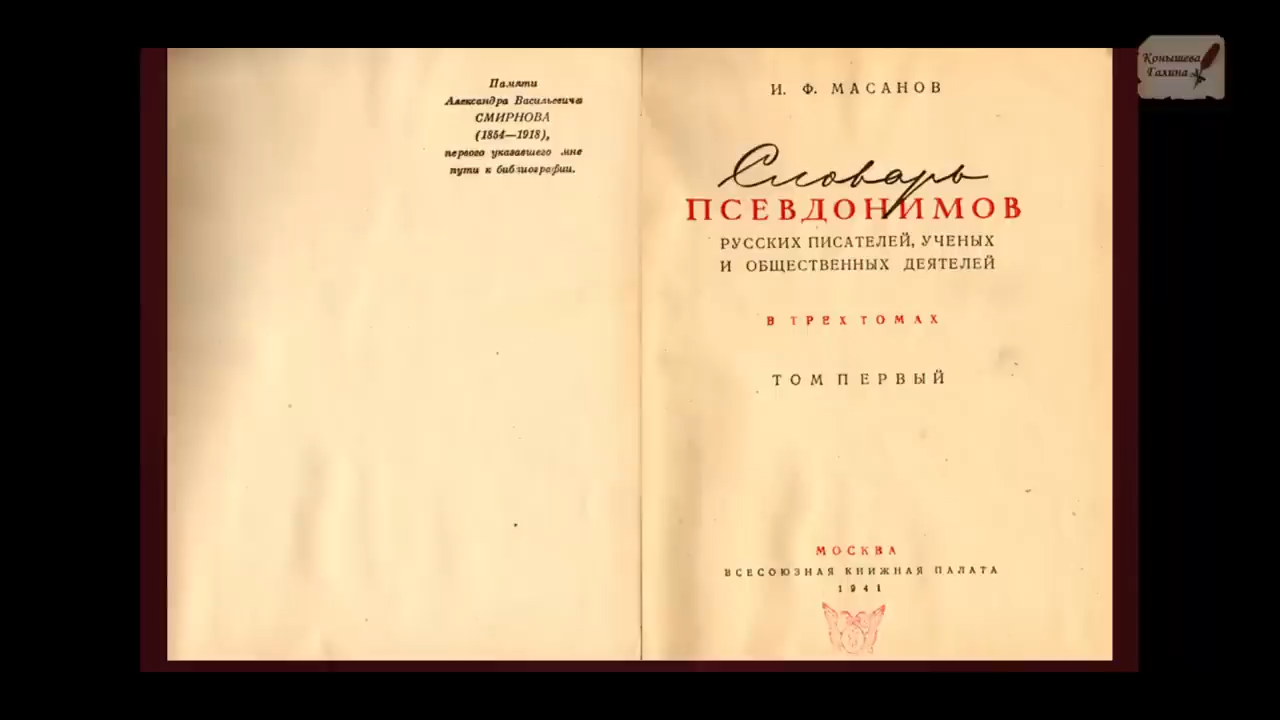 Памяти
Александра Васильевича
СМИРНОВА
(1854—1918),
первого указавшего мне
пути к библиографии.
И. Ф. МАСАНОВ
Словарь
ПСЕВДОНИМОВ
РУССКИХ ПИСАТЕЛЕЙ, УЧЕНЫХ
И ОБЩЕСТВЕННЫХ ДЕЯТЕЛЕЙ
В ТРЕХ ТОМАХ
ТОМ ПЕРВЫЙ
МОСКВА
ВСЕСОЮЗНАЯ КНИЖНАЯ ПАЛАТА
1941
Конышева
Галина